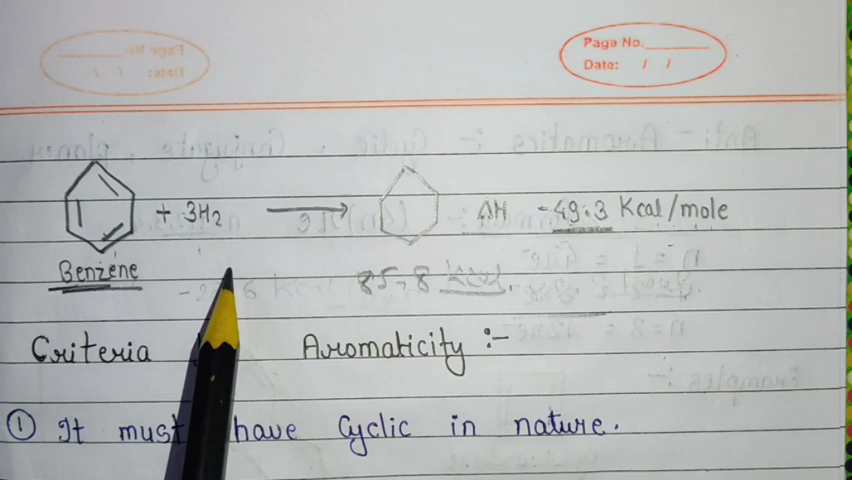 Page No.
Date: / /
+ 3H2 ⟶ ΔH -49.3 Kcal/mole
Benzene
85.8 Kcal.
Criteria Aromaticity :-
① It must have Cyclic in nature.